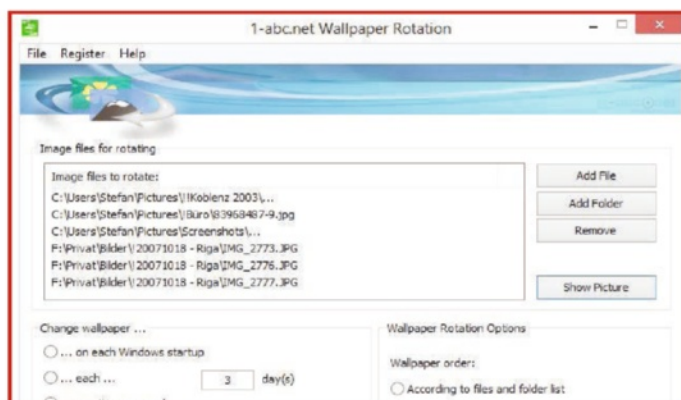 1-abc.net Wallpaper Rotation
File Register Help
Image files for rotating
Image files to rotate:
C:\Users\Stefan\Pictures\!!Koblenz 2003\...
C:\Users\Stefan\Pictures\!Büro\83968487-9.jpg
C:\Users\Stefan\Pictures\Screenshots\...
F:\Privat\Bilder\!20071018 - Riga\IMG_2773.JPG
F:\Privat\Bilder\!20071018 - Riga\IMG_2776.JPG
F:\Privat\Bilder\!20071018 - Riga\IMG_2777.JPG
Add File
Add Folder
Remove
Show Picture
Change wallpaper ...
... on each Windows startup
... each ... 3 day(s)
Wallpaper Rotation Options
Wallpaper order:
According to files and folder list